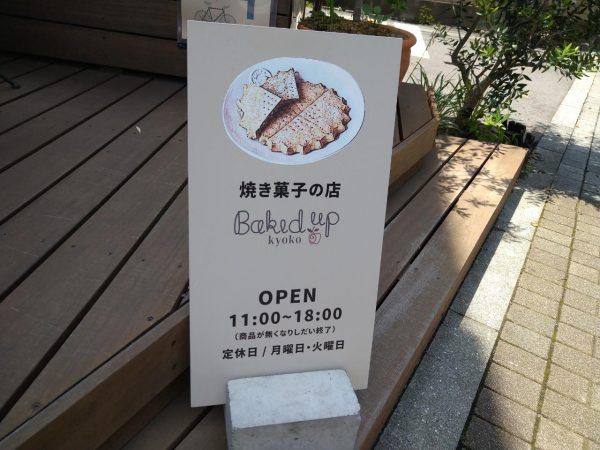 焼き菓子の店
Baked up
kyoko
OPEN
11:00~18:00
（商品が無くなりしだい終了）
定休日 / 月曜日・火曜日